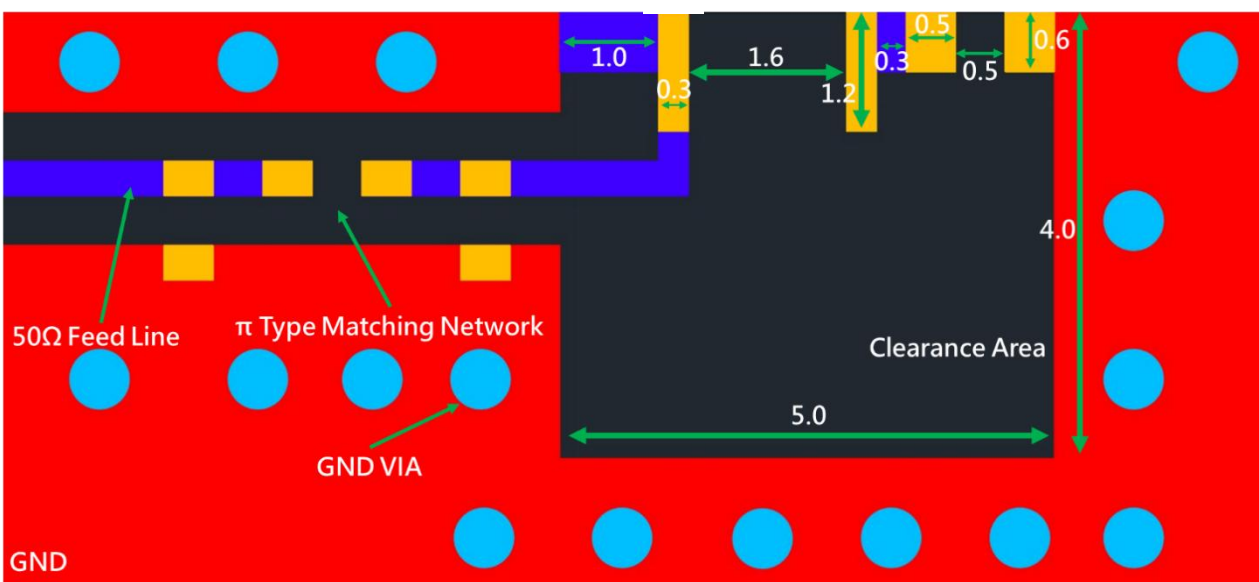 1.0
0.3
1.6
1.2
0.3
0.5
0.5
0.6
4.0
50Ω Feed Line
π Type Matching Network
Clearance Area
5.0
GND VIA
GND